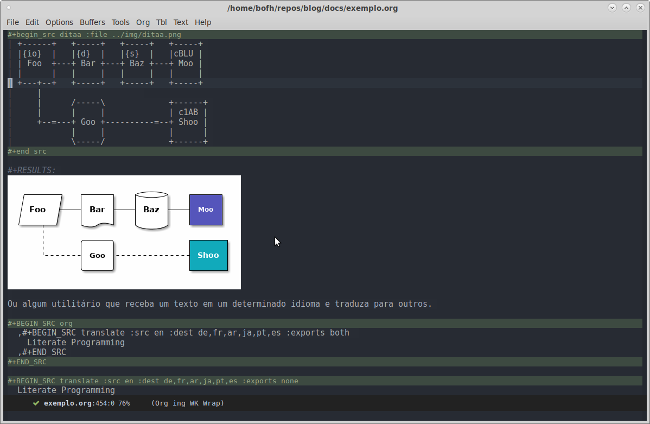 /home/bofh/repos/blog/docs/exemplo.org
File Edit Options Buffers Tools Org Tbl Text Help
#+begin_src ditaa :file ../img/ditaa.png
+------+   +-----+   +-----+   +-----+
|{io}  |   |{d}  |   |{s}  |   |cBLU |
| Foo  +---+ Bar +---+ Baz +---+ Moo |
|      |   |     |   |     |   |     |
+---+--+   +-----+   +-----+   +-----+
    |
    |      /-----\             +------+
    |      |     |             | c1AB |
    +--=---+ Goo +----------=--+ Shoo |
           |     |             |      |
           \-----/             +------+
#+end_src
#+RESULTS:
Foo Bar Baz Moo
Goo Shoo
Ou algum utilitário que receba um texto em um determinado idioma e traduza para outros.
#+BEGIN_SRC org
,#+BEGIN_SRC translate :src en :dest de,fr,ar,ja,pt,es :exports both
Literate Programming
,#+END_SRC
#+END_SRC
#+BEGIN_SRC translate :src en :dest de,fr,ar,ja,pt,es :exports none
Literate Programming
✔ exemplo.org:454:0 76% (Org ing WK Wrap)